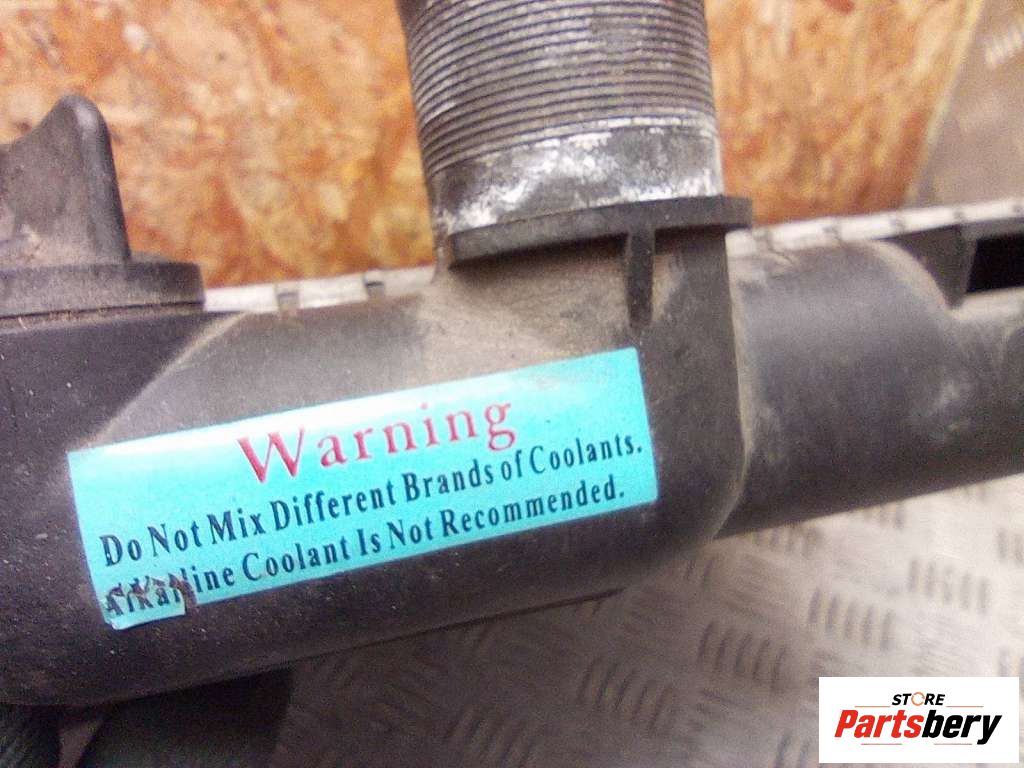 Warning
Do Not Mix Different Brands of Coolants.
Alkaline Coolant Is Not Recommended.
STORE
Partsbery